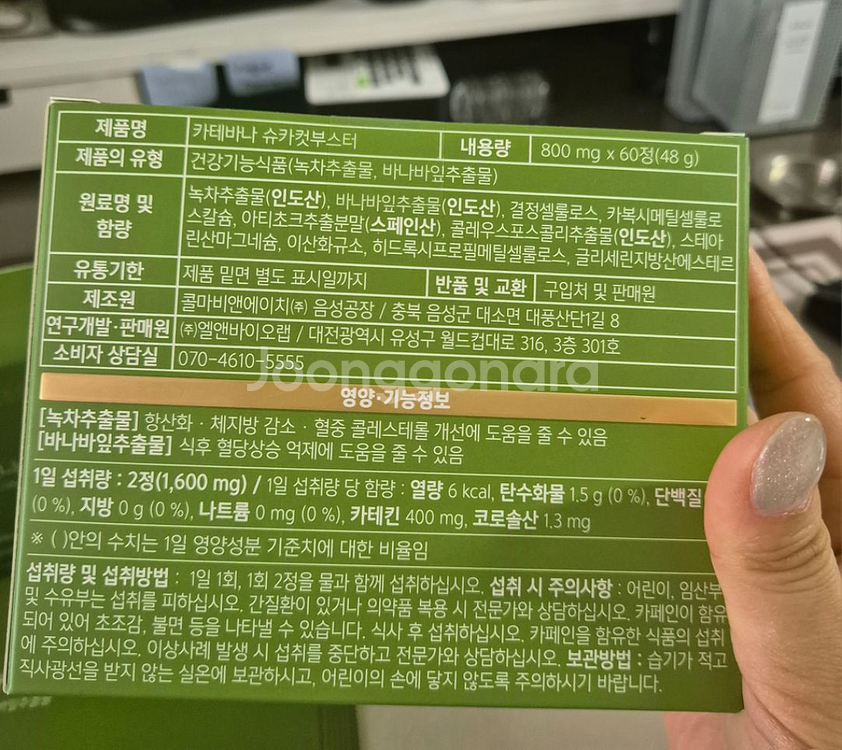 제품명 카테바나 슈카컷부스터 내용량 800 mg x 60정(48 g)
제품의 유형 건강기능식품(녹차추출물, 바나바잎추출물)
원료명 및 함량 녹차추출물(인도산), 바나바잎추출물(인도산), 결정셀룰로스, 카복시메틸셀룰로
스칼슘, 아티초크추출분말(스페인산), 콜레우스포스콜리추출물(인도산), 스테아
린산마그네슘, 이산화규소, 히드록시프로필메틸셀룰로스, 글리세린지방산에스테르
유통기한 제품 밑면 별도 표시일까지 반품 및 교환 구입처 및 판매원
제조원 콜마비앤에이치㈜ 음성공장 / 충북 음성군 대소면 대풍산단1길 8
연구개발·판매원 ㈜엘앤바이오랩 / 대전광역시 유성구 월드컵대로 316, 3층 301호
소비자 상담실 070-4610-5555
Joonggonara
영양·기능정보
[녹차추출물] 항산화 · 체지방 감소 · 혈중 콜레스테롤 개선에 도움을 줄 수 있음
[바나바잎추출물] 식후 혈당상승 억제에 도움을 줄 수 있음
1일 섭취량 : 2정(1,600 mg) / 1일 섭취량 당 함량 : 열량 6 kcal, 탄수화물 1.5 g (0 %), 단백질
(0 %), 지방 0 g (0 %), 나트륨 0 mg (0 %), 카테킨 400 mg, 코로솔산 1.3 mg
※ ( )안의 수치는 1일 영양성분 기준치에 대한 비율임
섭취량 및 섭취방법 : 1일 1회, 1회 2정을 물과 함께 섭취하십시오. 섭취 시 주의사항 : 어린이, 임산부
및 수유부는 섭취를 피하십시오. 간질환이 있거나 의약품 복용 시 전문가와 상담하십시오. 카페인이 함유
되어 있어 초조감, 불면 등을 나타낼 수 있습니다. 식사 후 섭취하십시오. 카페인을 함유한 식품의 섭취
에 주의하십시오. 이상사례 발생 시 섭취를 중단하고 전문가와 상담하십시오. 보관방법 : 습기가 적고
직사광선을 받지 않는 실온에 보관하시고, 어린이의 손에 닿지 않도록 주의하시기 바랍니다.